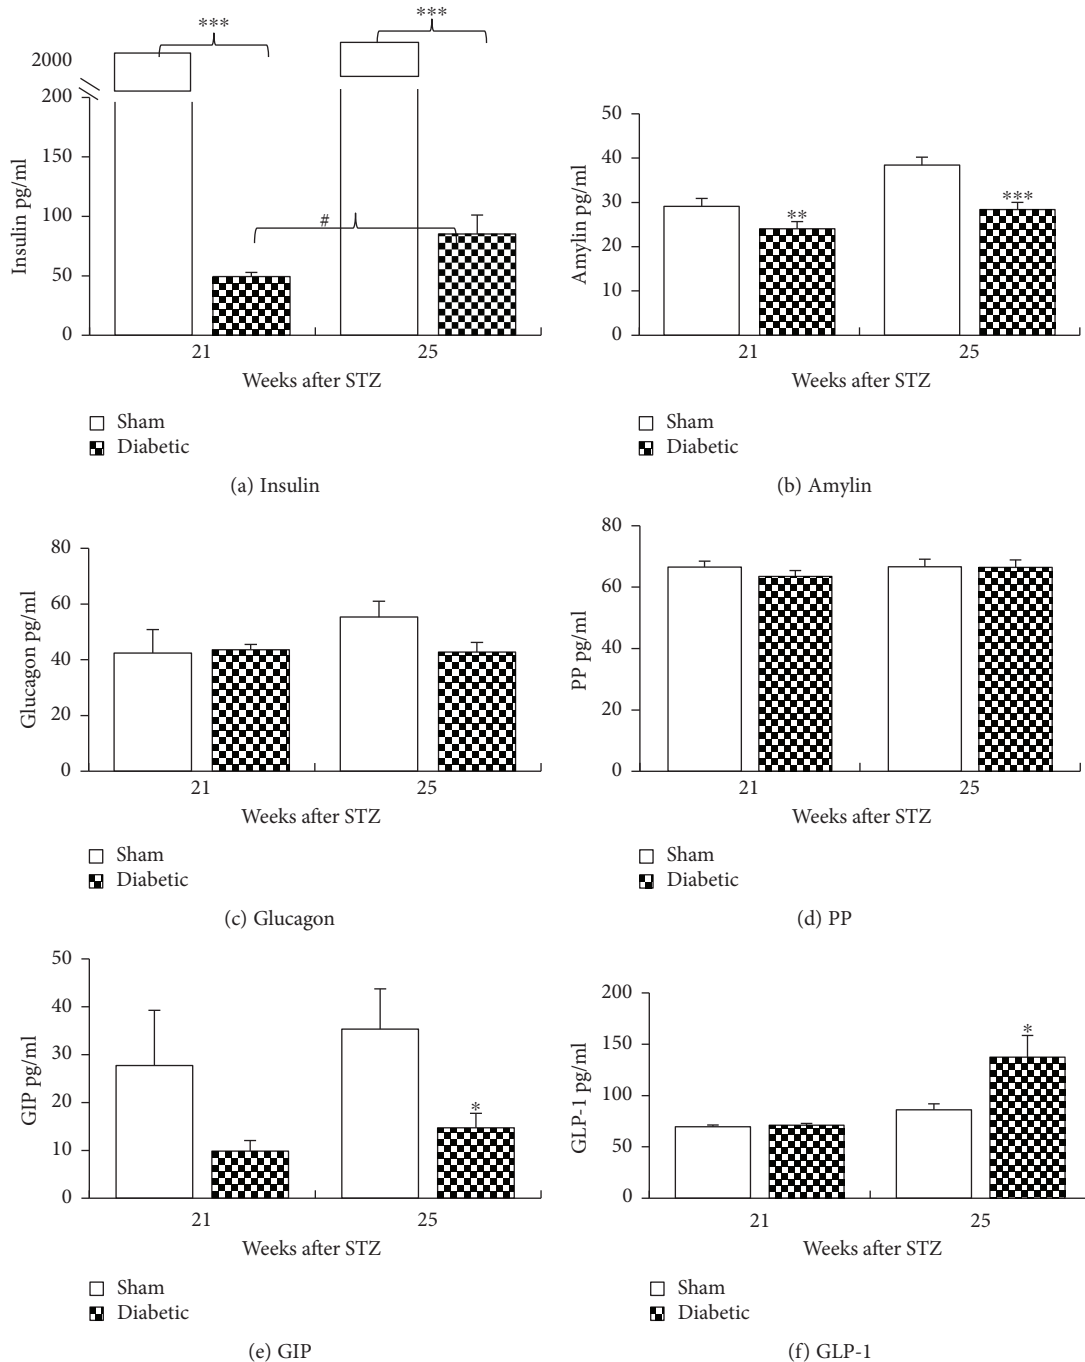 ***
***
2000
200
150
100
50
0
Insulin pg/ml
#
21
25
Weeks after STZ
Sham
Diabetic
(a) Insulin
50
40
30
20
10
0
Amylin pg/ml
**
***
21
25
Weeks after STZ
Sham
Diabetic
(b) Amylin
80
60
40
20
0
Glucagon pg/ml
21
25
Weeks after STZ
Sham
Diabetic
(c) Glucagon
80
60
40
20
0
PP pg/ml
21
25
Weeks after STZ
Sham
Diabetic
(d) PP
50
40
30
20
10
0
GIP pg/ml
*
21
25
Weeks after STZ
Sham
Diabetic
(e) GIP
200
150
100
50
0
GLP-1 pg/ml
*
21
25
Weeks after STZ
Sham
Diabetic
(f) GLP-1